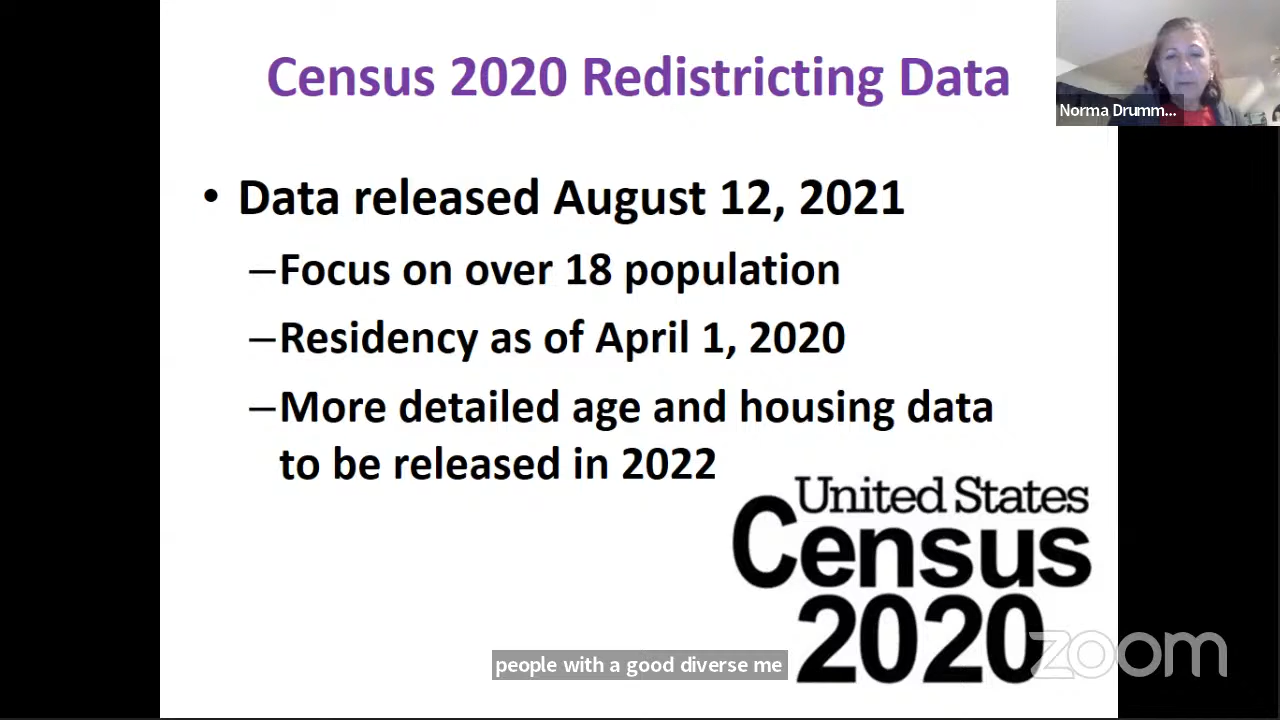 Census 2020 Redistricting Data
Norma Drumm...
• Data released August 12, 2021
–Focus on over 18 population
–Residency as of April 1, 2020
–More detailed age and housing data
to be released in 2022
United States
Census
2020
zoom
people with a good diverse me